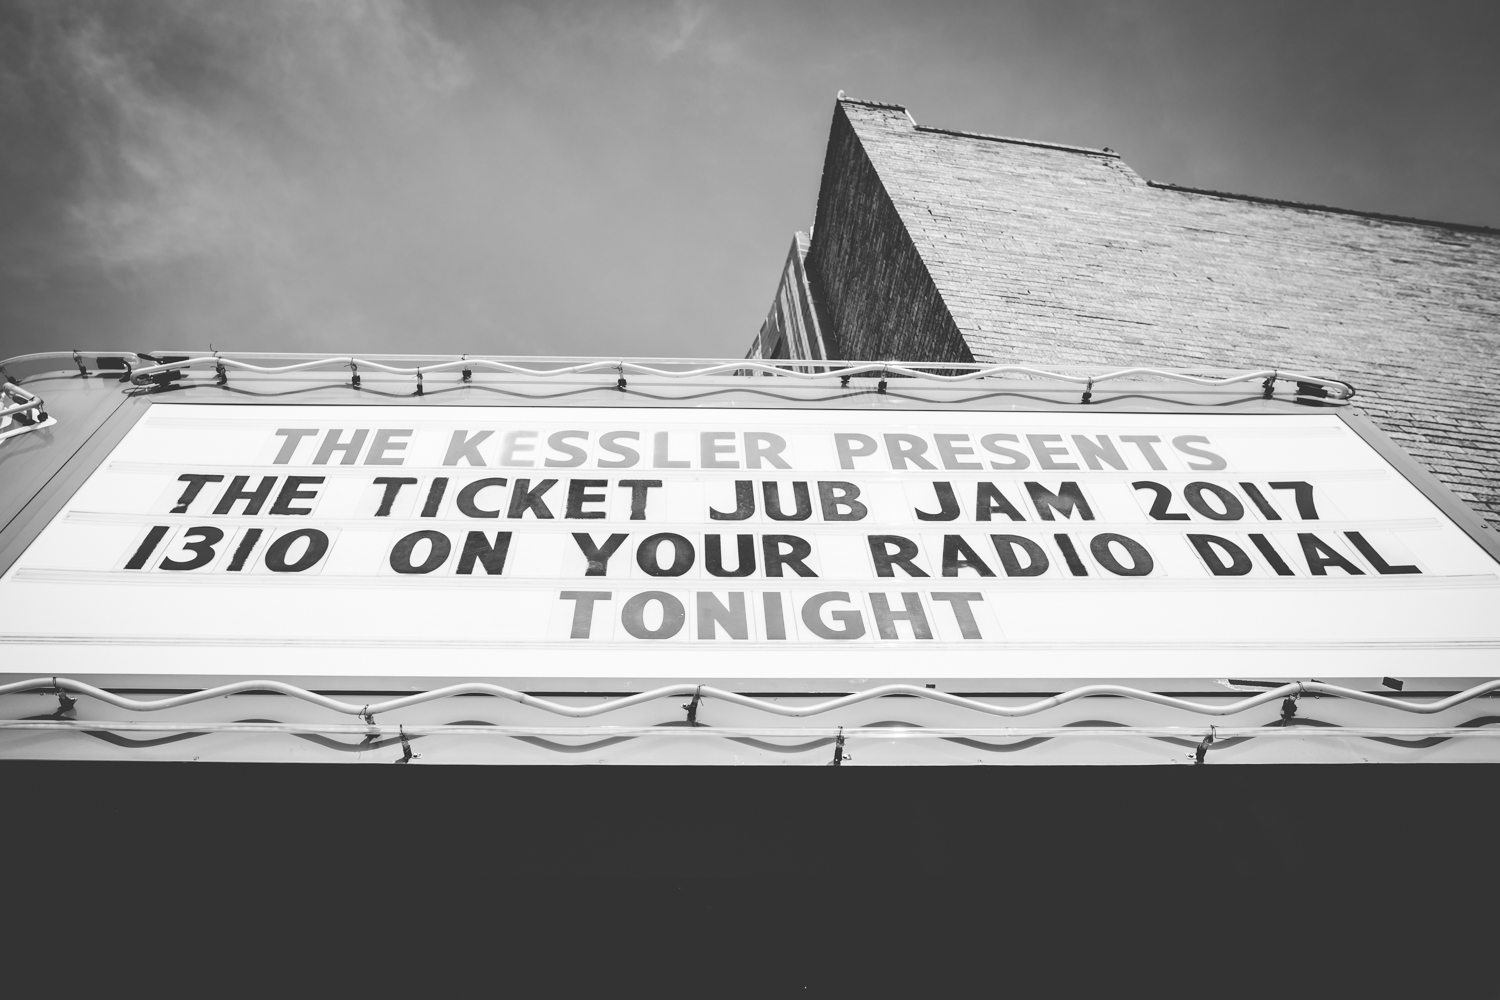 THE KESSLER PRESENTS
THE TICKET JUB JAM 2017
1310 ON YOUR RADIO DIAL
TONIGHT